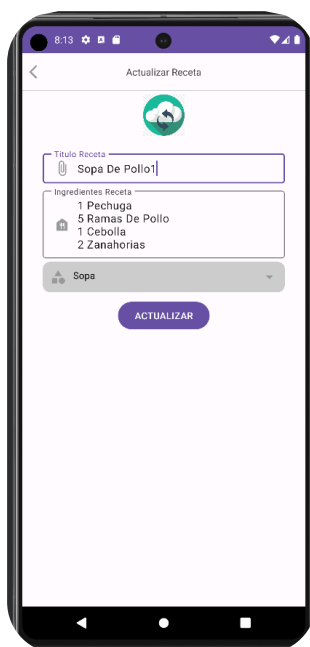 8:13
Actualizar Receta
Titulo Receta
Sopa De Pollo1
Ingredientes Receta
1 Pechuga
5 Ramas De Pollo
1 Cebolla
2 Zanahorias
Sopa
ACTUALIZAR